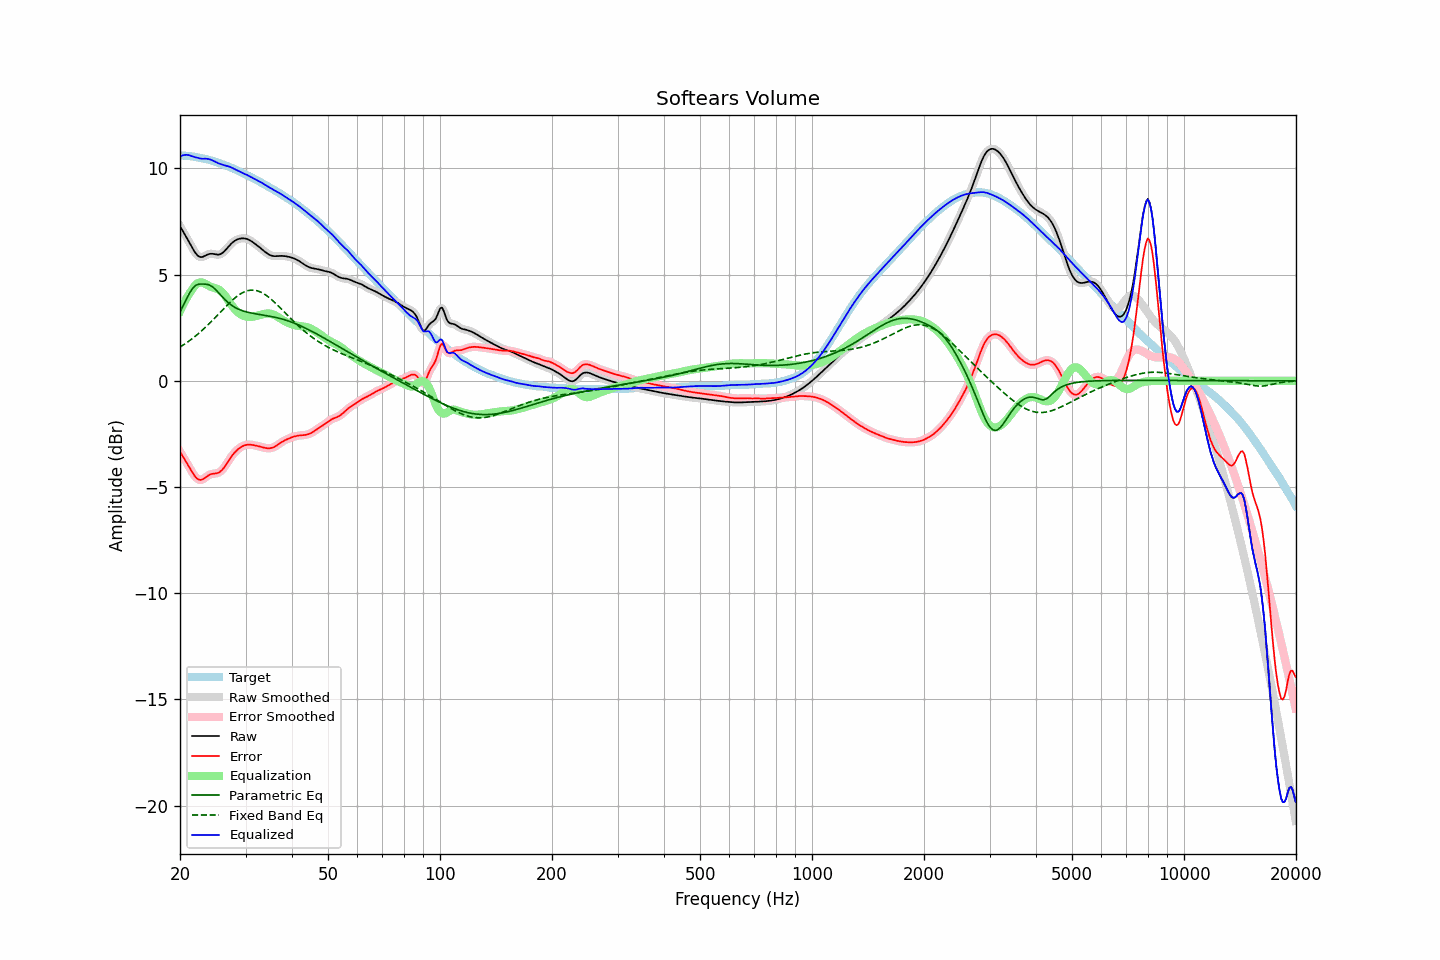 Softears Volume
Amplitude (dBr)
10
5
0
−5
−10
−15
−20
Target
Raw Smoothed
Error Smoothed
Raw
Error
Equalization
Parametric Eq
Fixed Band Eq
Equalized
20 50 100 200 500 1000 2000 5000 10000 20000
Frequency (Hz)